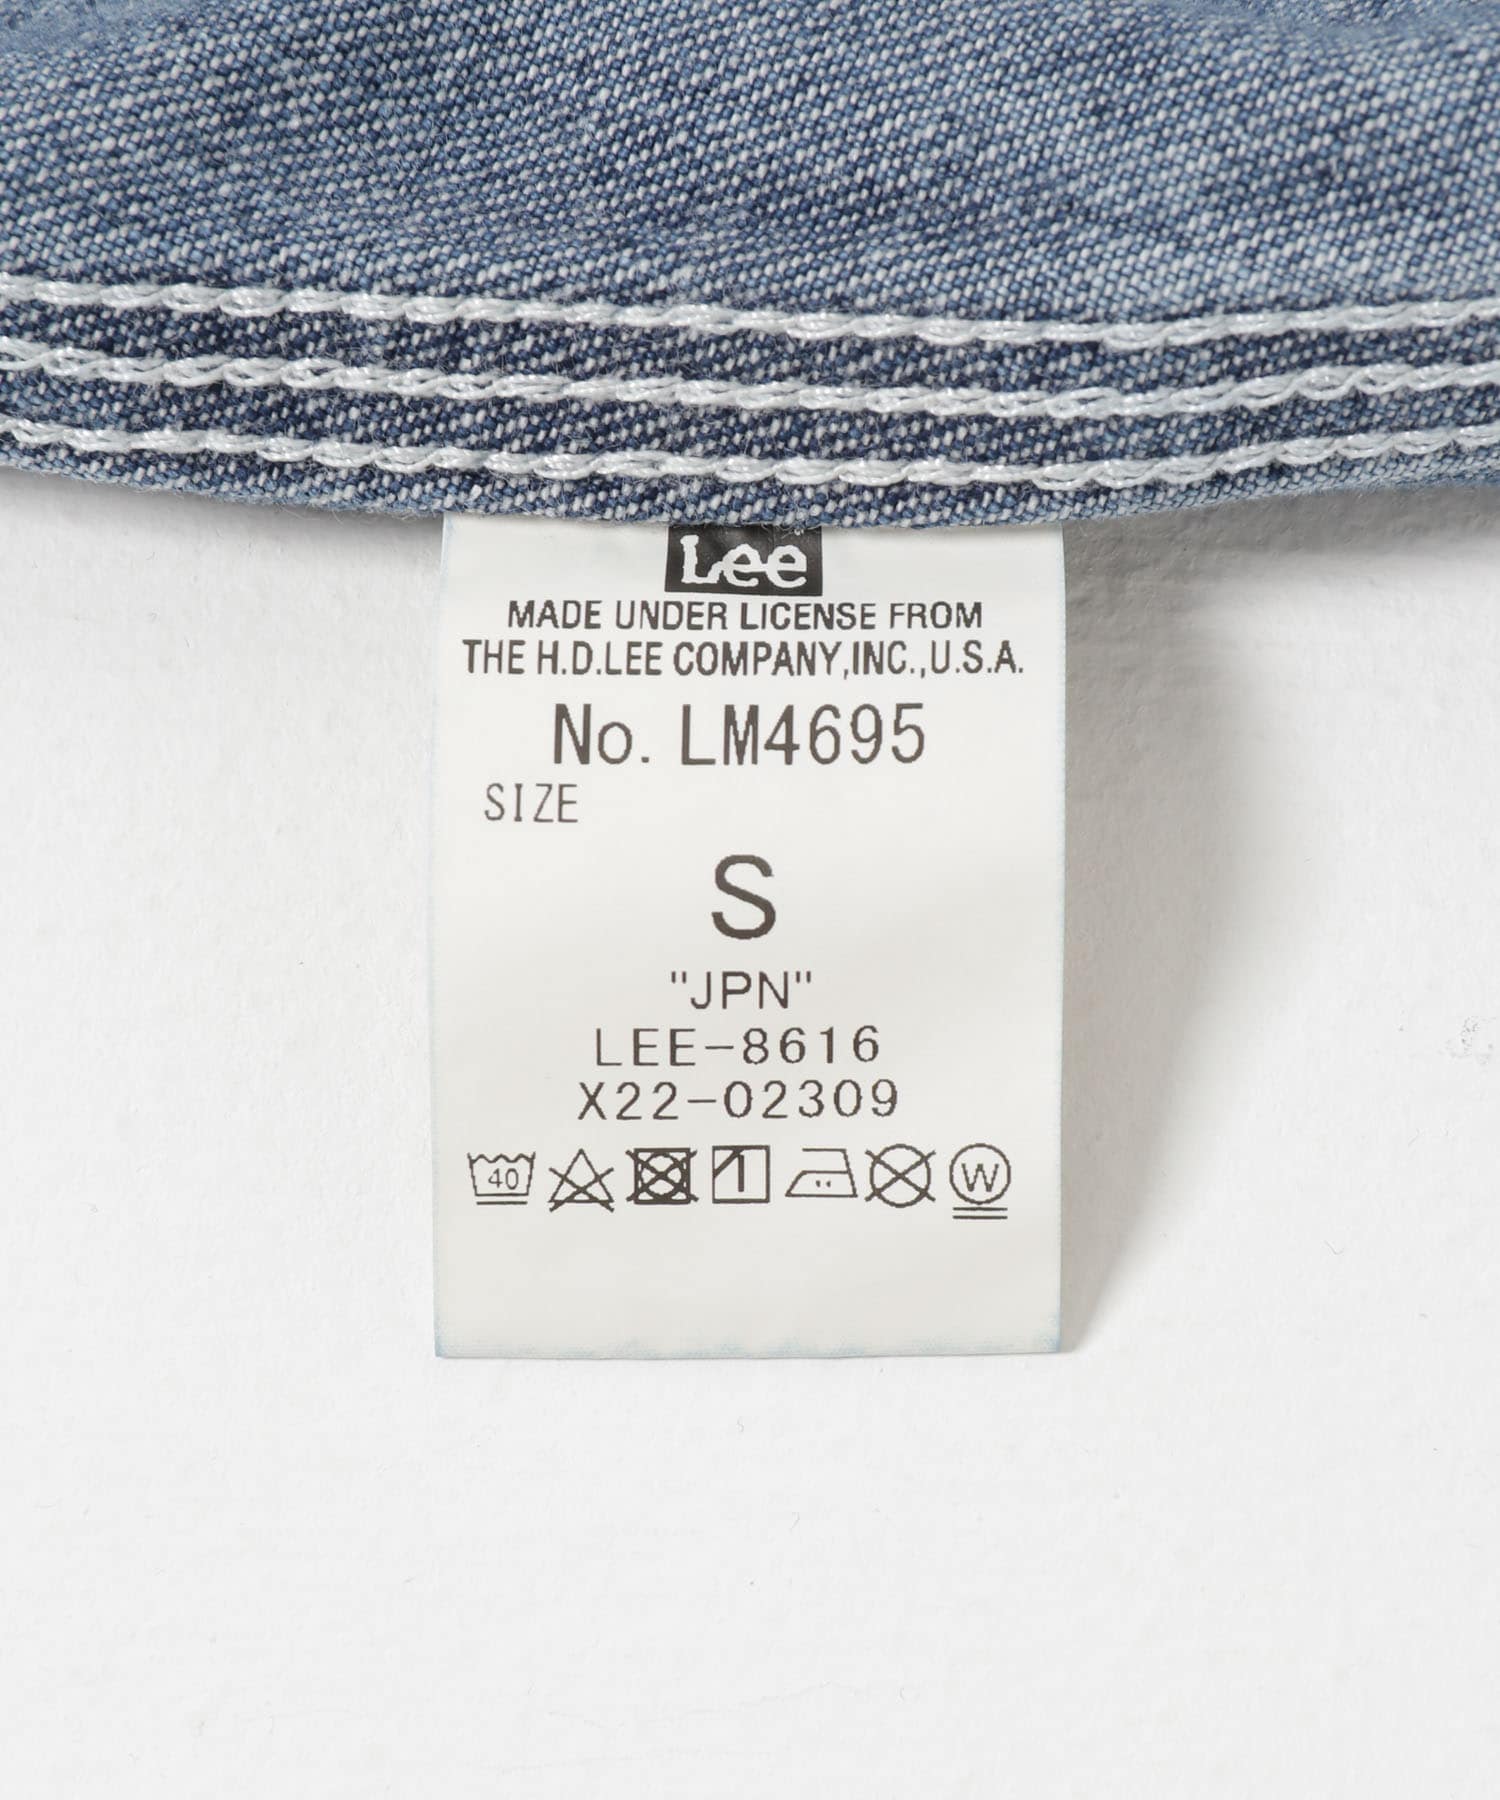 Lee
MADE UNDER LICENSE FROM
THE H.D.LEE COMPANY,INC.,U.S.A.
No. LM4695
SIZE
S
"JPN"
LEE-8616
X22-02309
40 W